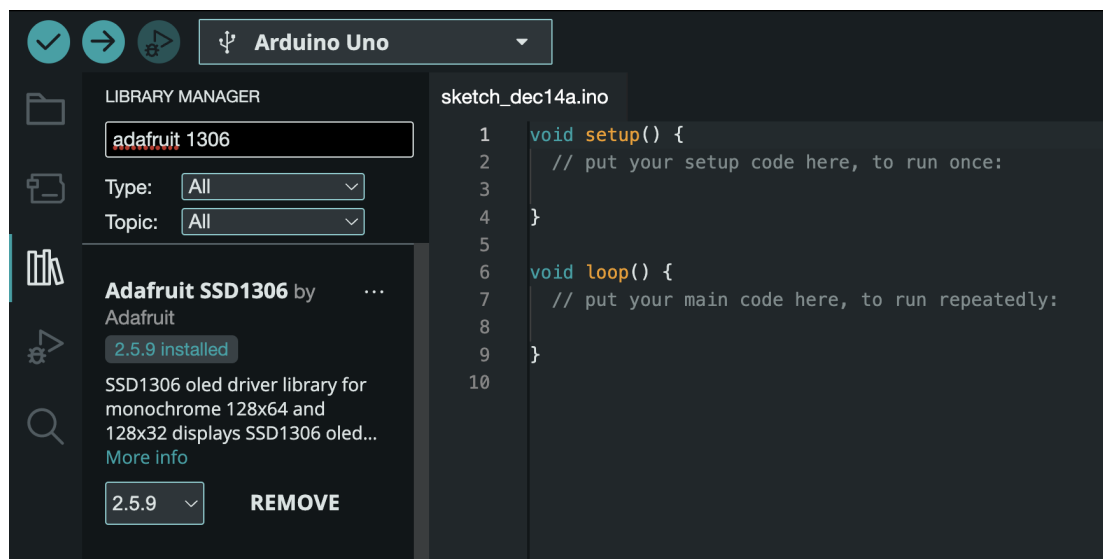 Arduino Uno
LIBRARY MANAGER
adafruit 1306
Type: All
Topic: All
Adafruit SSD1306 by
Adafruit
2.5.9 installed
SSD1306 oled driver library for
monochrome 128x64 and
128x32 displays SSD1306 oled...
More info
2.5.9 REMOVE
sketch_dec14a.ino
1 void setup() {
2 // put your setup code here, to run once:
3
4 }
5
6 void loop() {
7 // put your main code here, to run repeatedly:
8
9 }
10